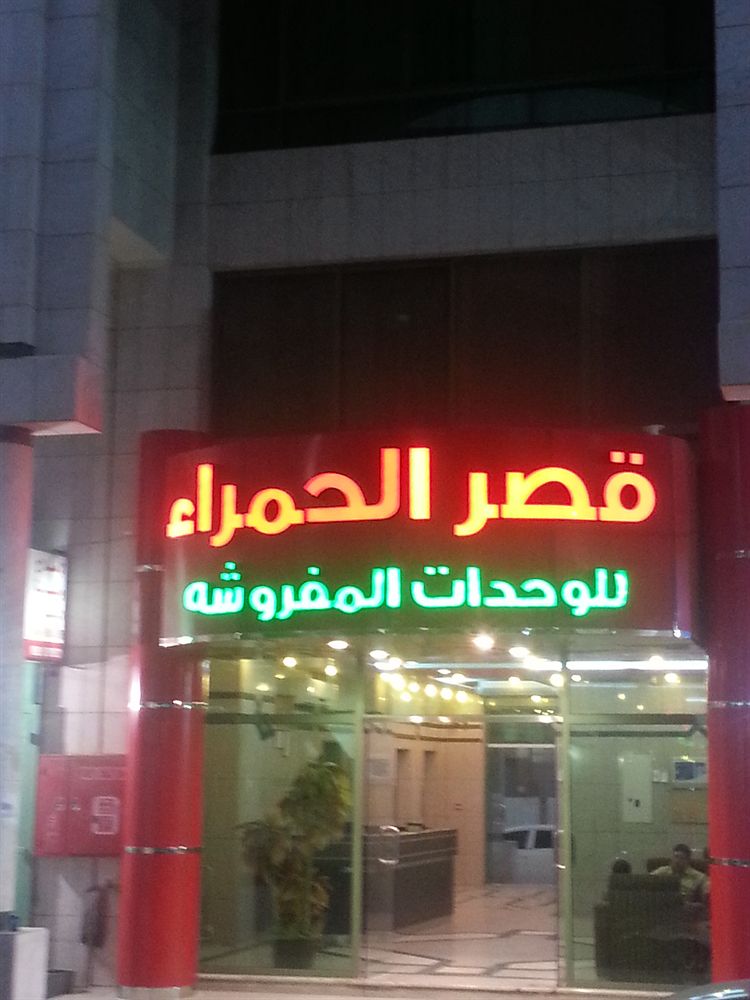 قصر الحمراء
للوحدات المفروشه